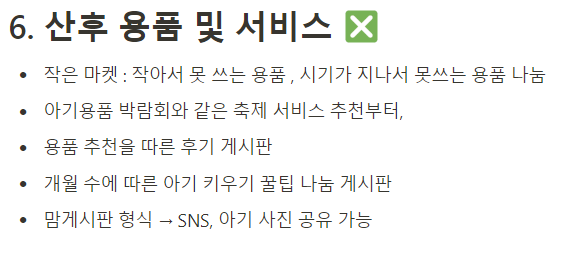 6. 산후 용품 및 서비스 ❎
• 작은 마켓 : 작아서 못 쓰는 용품 , 시기가 지나서 못쓰는 용품 나눔
• 아기용품 박람회와 같은 축제 서비스 추천부터,
• 용품 추천을 따른 후기 게시판
• 개월 수에 따른 아기 키우기 꿀팁 나눔 게시판
• 맘게시판 형식 → SNS, 아기 사진 공유 가능